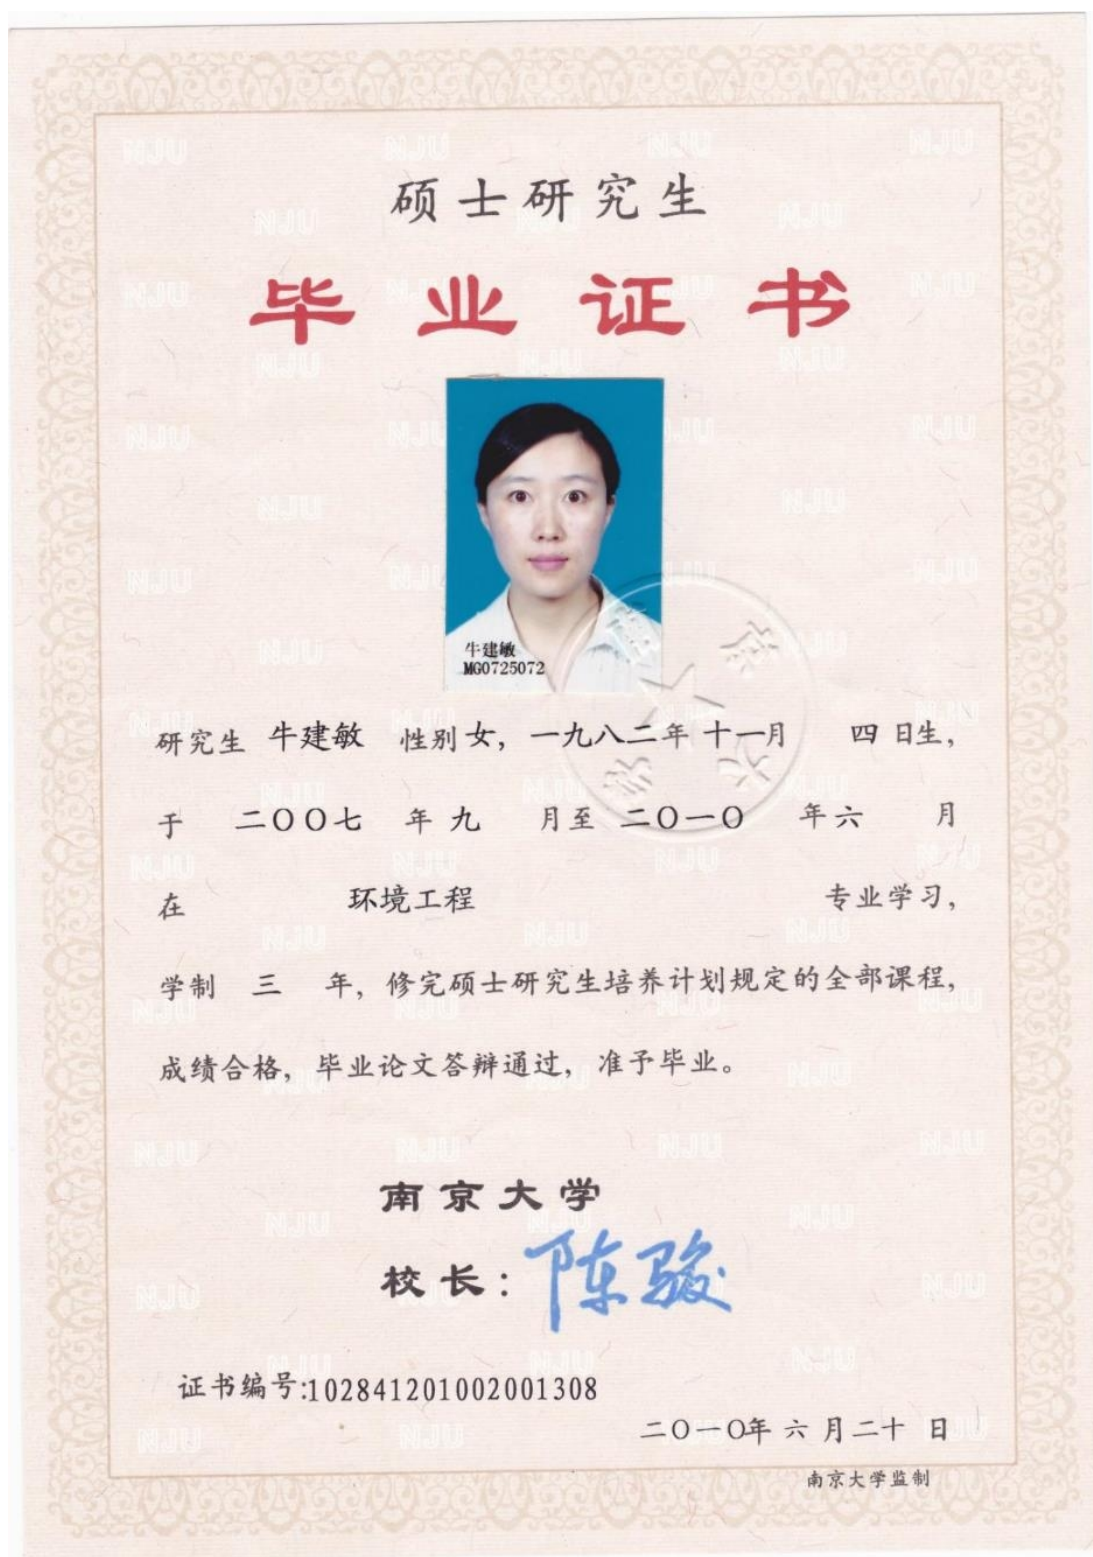 硕士研究生
毕业证书
牛建敏
MG0725072
研究生 牛建敏 性别女，一九八二年十一月 四日生，
于 二〇〇七 年九 月至 二〇一〇 年六 月
在 环境工程 专业学习，
学制 三 年，修完硕士研究生培养计划规定的全部课程，
成绩合格，毕业论文答辩通过，准予毕业。
南京大学
校长：陈骏
证书编号:102841201002001308
二〇一〇年六月二十日
南京大学监制